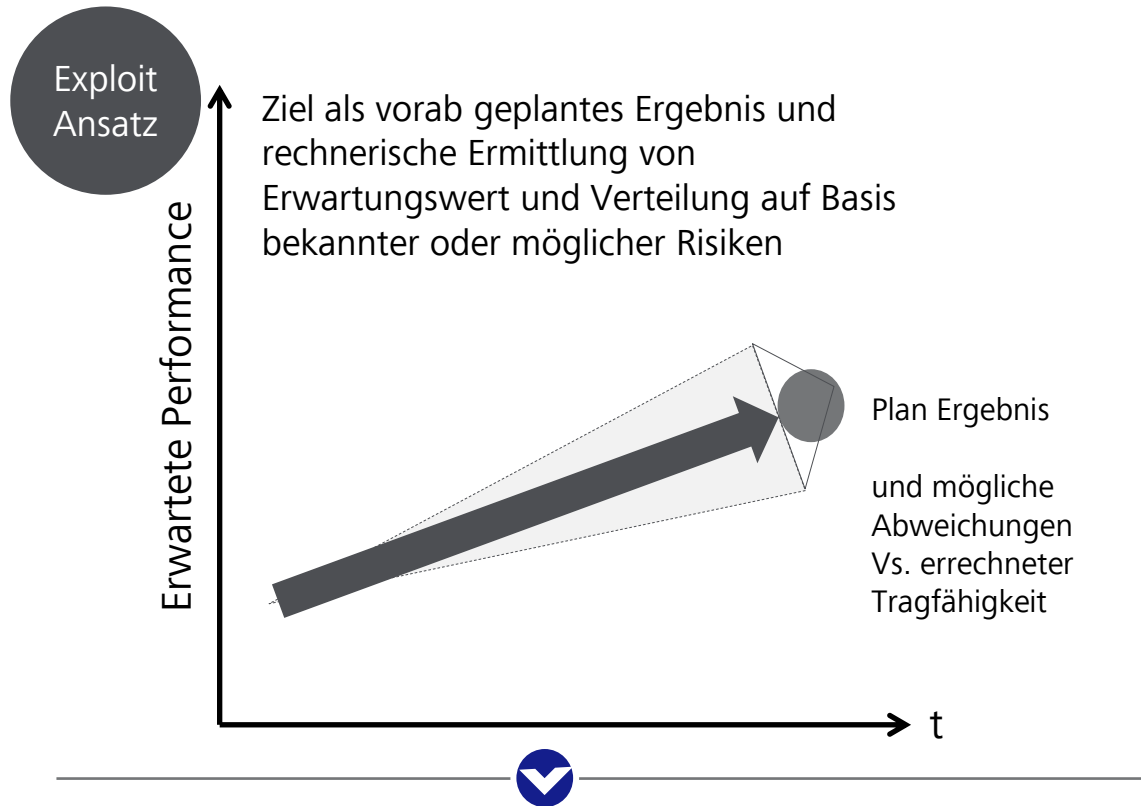 Exploit
Ansatz
Ziel als vorab geplantes Ergebnis und
rechnerische Ermittlung von
Erwartungswert und Verteilung auf Basis
bekannter oder möglicher Risiken
Erwartete Performance
Plan Ergebnis
und mögliche
Abweichungen
Vs. errechneter
Tragfähigkeit
t